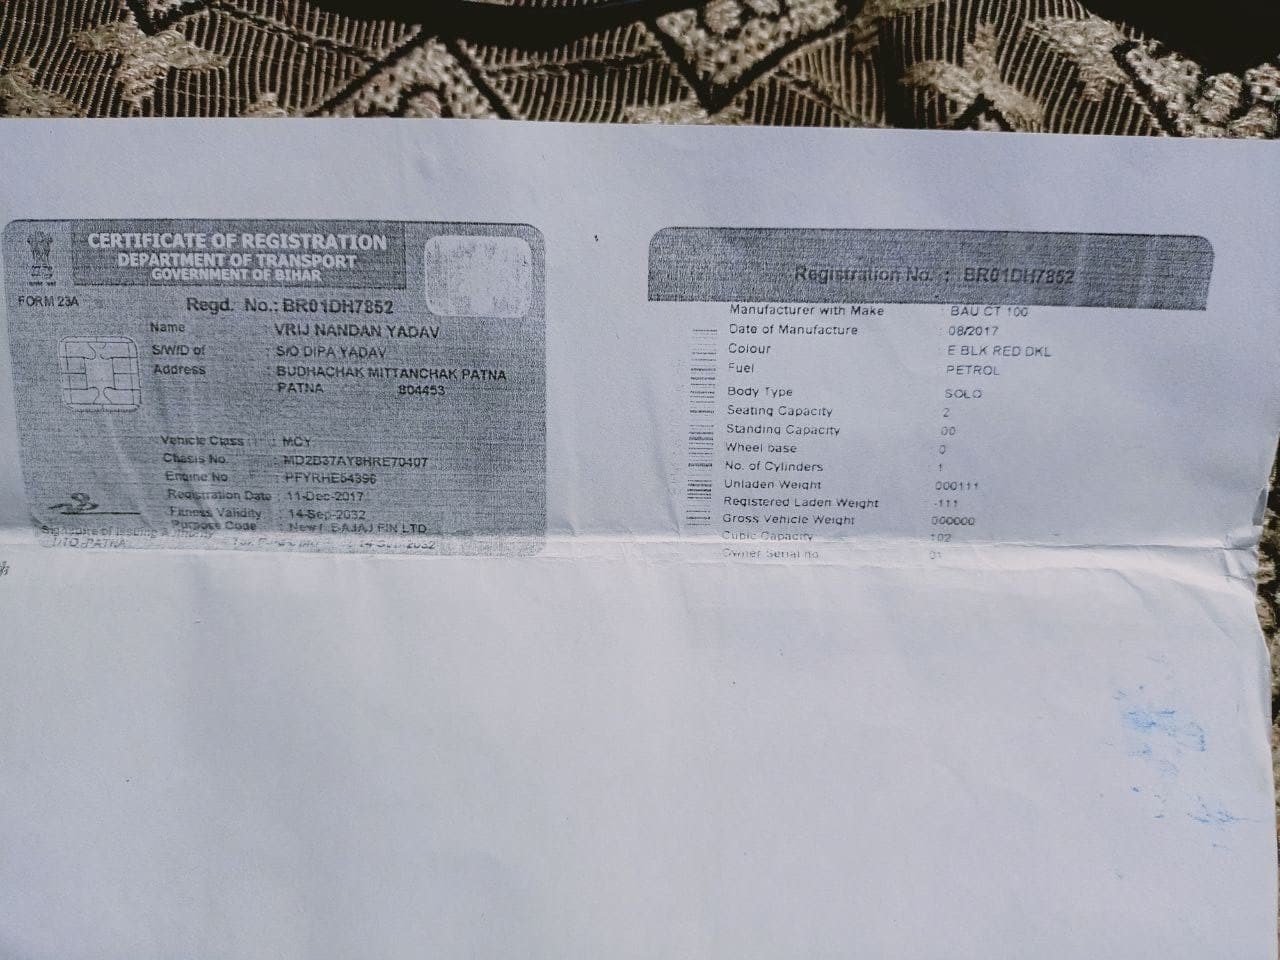 CERTIFICATE OF REGISTRATION
DEPARTMENT OF TRANSPORT
GOVERNMENT OF BIHAR
FORM 23A
Regd. No.: BR01DH7852
Name : VRIJ NANDAN YADAV
S/W/D of : S/O DIPA YADAV
Address : BUDHACHAK MITTANCHAK PATNA
PATNA 804453
Vehicle Class : MCY
Chasis No. : MD2B37AY8HRE70407
Engine No : PFYRHE54396
Registration Date : 11-Dec-2017
Fitness Validity : 14-Sep-2032
Purpose Code : New / BAJAJ FIN LTD
Signature of Issuing Authority
DTO PATNA 14-Sep-2032
Registration No. : BR01DH7852
Manufacturer with Make : BAU CT 100
Date of Manufacture : 08/2017
Colour : E BLK RED DKL
Fuel PETROL
Body Type SOLO
Seating Capacity 2
Standing Capacity 00
Wheel base 0
No. of Cylinders 1
Unladen Weight 000111
Registered Laden Weight -111
Gross Vehicle Weight 000000
Cubic Capacity 102
Owner Serial no. 01